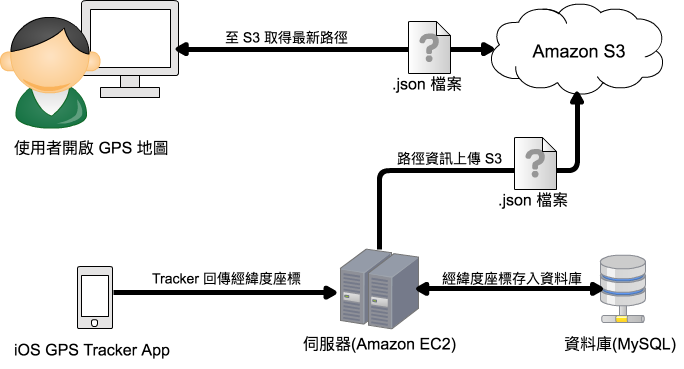 至 S3 取得最新路徑
?
.json 檔案
Amazon S3
使用者開啟 GPS 地圖
路徑資訊上傳 S3
?
.json 檔案
Tracker 回傳經緯度座標
經緯度座標存入資料庫
iOS GPS Tracker App
伺服器(Amazon EC2)
資料庫(MySQL)